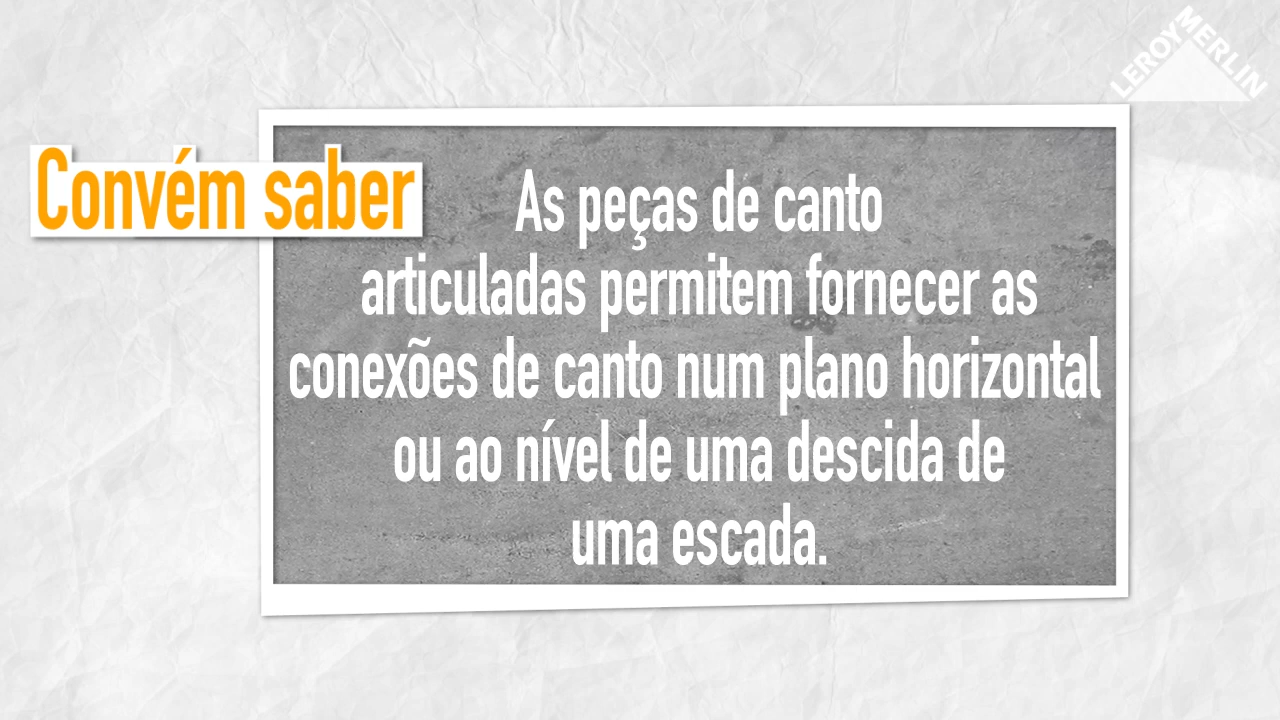 LEROY MERLIN
Convém saber
As peças de canto
articuladas permitem fornecer as
conexões de canto num plano horizontal
ou ao nível de uma descida de
uma escada.